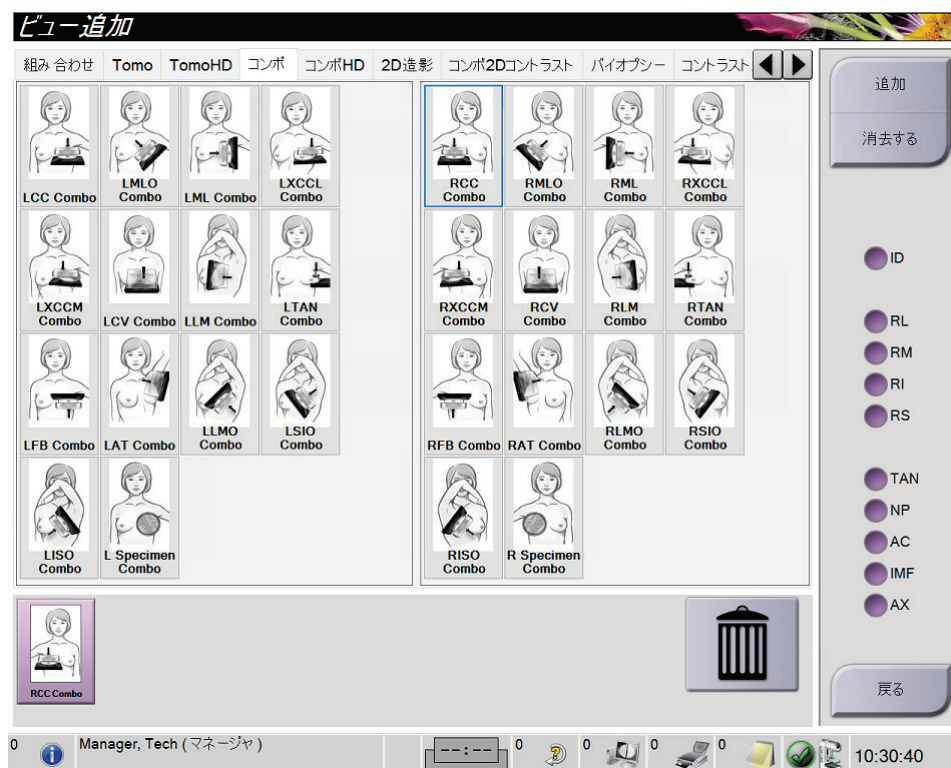 ビュー追加
組み 合わせ Tomo TomoHD コンボ コンボHD 2D造影 コンボ2Dコントラスト バイオプシー コントラスト
追加
消去する
LCC Combo
LMLO
Combo
LML Combo
LXCCL
Combo
RCC
Combo
RMLO
Combo
RML
Combo
RXCCL
Combo
LXCCM
Combo
LCV Combo
LLM Combo
LTAN
Combo
RXCCM
Combo
RCV
Combo
RLM
Combo
RTAN
Combo
LFB Combo
LAT Combo
LLMO
Combo
LSIO
Combo
RFB Combo
RAT Combo
RLMO
Combo
RSIO
Combo
LISO
Combo
L Specimen
Combo
RISO
Combo
R Specimen
Combo
ID
RL
RM
RI
RS
TAN
NP
AC
IMF
AX
RCC Combo
戻る
0 Manager, Tech ( マネージャ ) --:-- 0 0 0 0 10:30:40